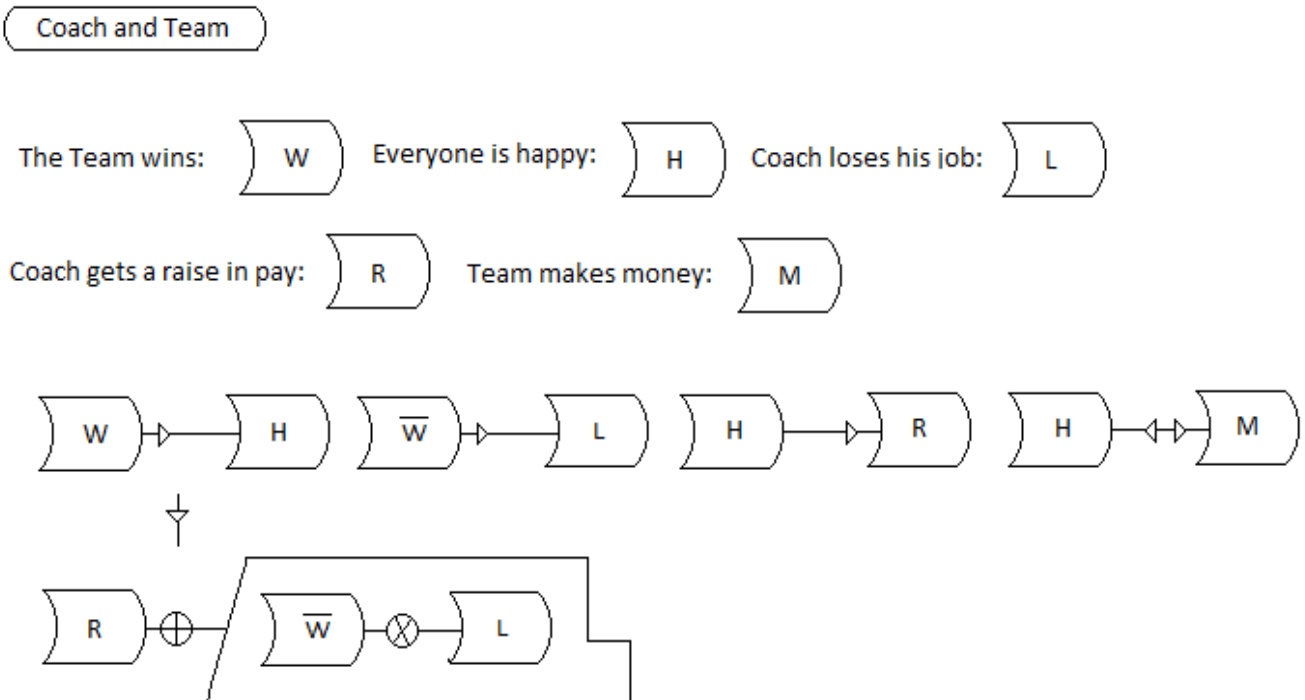 Coach and Team
The Team wins: W Everyone is happy: H Coach loses his job: L
Coach gets a raise in pay: R Team makes money: M
W H W̅ L H R H M
R W̅ L